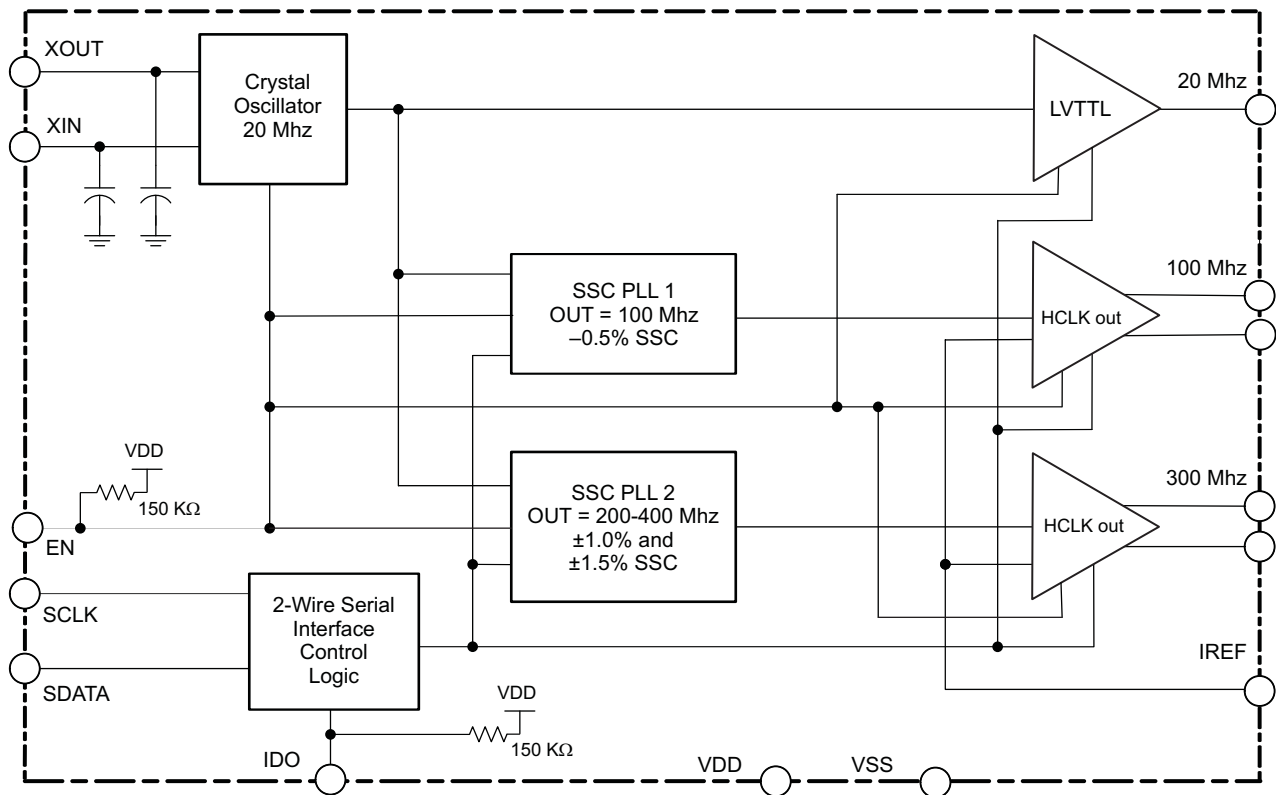 XOUT
XIN
Crystal
Oscillator
20 Mhz
LVTTL
20 Mhz
SSC PLL 1
OUT = 100 Mhz
–0.5% SSC
HCLK out
100 Mhz
VDD
150 KΩ
EN
SSC PLL 2
OUT = 200-400 Mhz
±1.0% and
±1.5% SSC
HCLK out
300 Mhz
SCLK
SDATA
2-Wire Serial
Interface
Control
Logic
IREF
VDD
150 KΩ
IDO
VDD
VSS